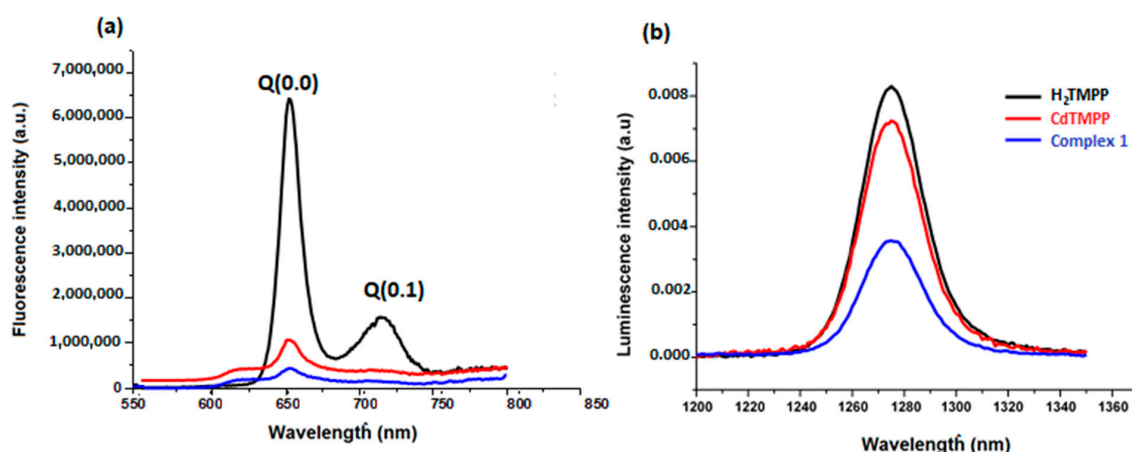 (a)
Fluorescence intensity (a.u.)
7,000,000
6,000,000
5,000,000
4,000,000
3,000,000
2,000,000
1,000,000
0
Q(0.0)
Q(0.1)
550
600
650
700
750
800
850
Wavelength (nm)
(b)
Luminescence intensity (a.u)
0.008
0.006
0.004
0.002
0.000
H₂TMPP
CdTMPP
Complex 1
1200
1220
1240
1260
1280
1300
1320
1340
1360
Wavelength (nm)